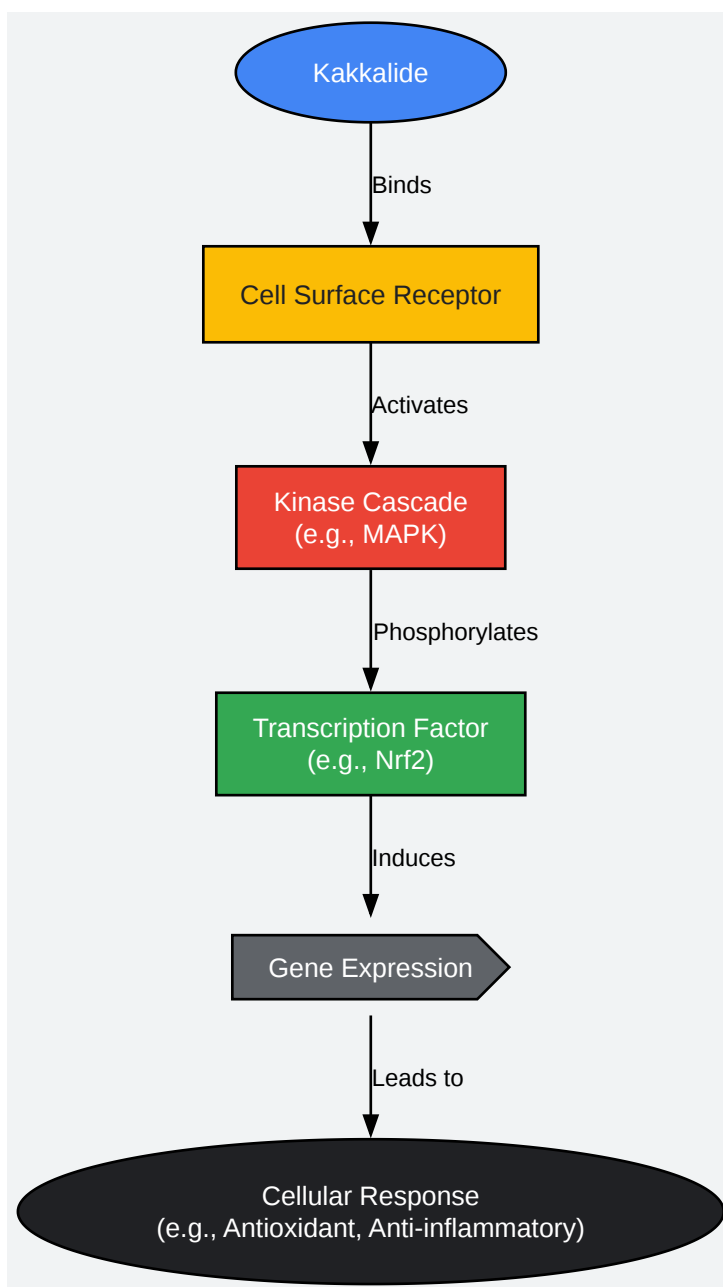 Kakkalide
Binds
Cell Surface Receptor
Activates
Kinase Cascade
(e.g., MAPK)
Phosphorylates
Transcription Factor
(e.g., Nrf2)
Induces
Gene Expression
Leads to
Cellular Response
(e.g., Antioxidant, Anti-inflammatory)